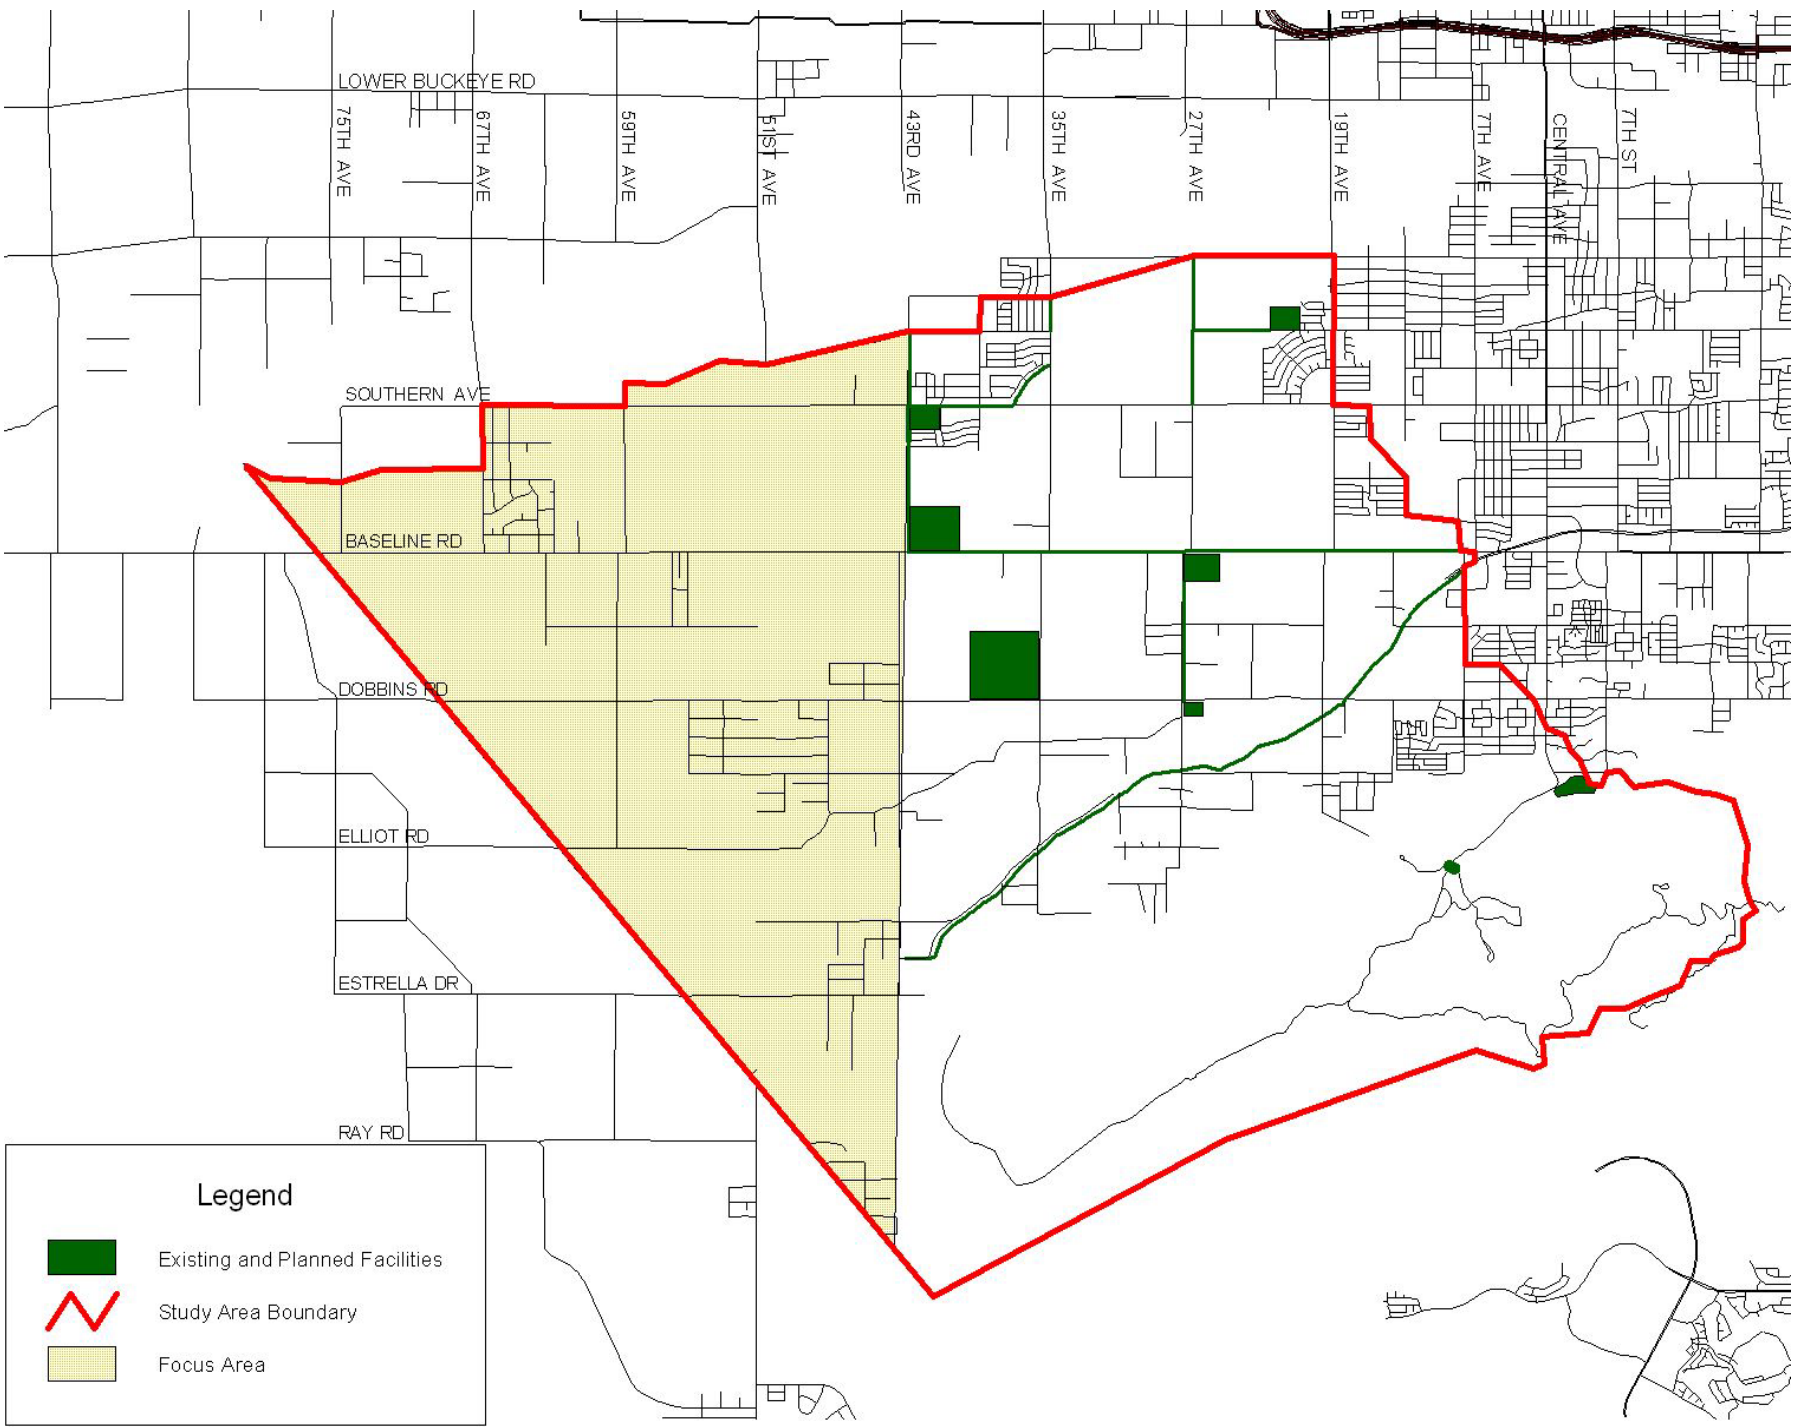 LOWER BUCKEYE RD
75TH AVE
67TH AVE
59TH AVE
51ST AVE
43RD AVE
35TH AVE
27TH AVE
19TH AVE
7TH AVE
CENTRAL AVE
7TH ST
SOUTHERN AVE
BASELINE RD
DOBBINS RD
ELLIOT RD
ESTRELLA DR
RAY RD
Legend
Existing and Planned Facilities
Study Area Boundary
Focus Area